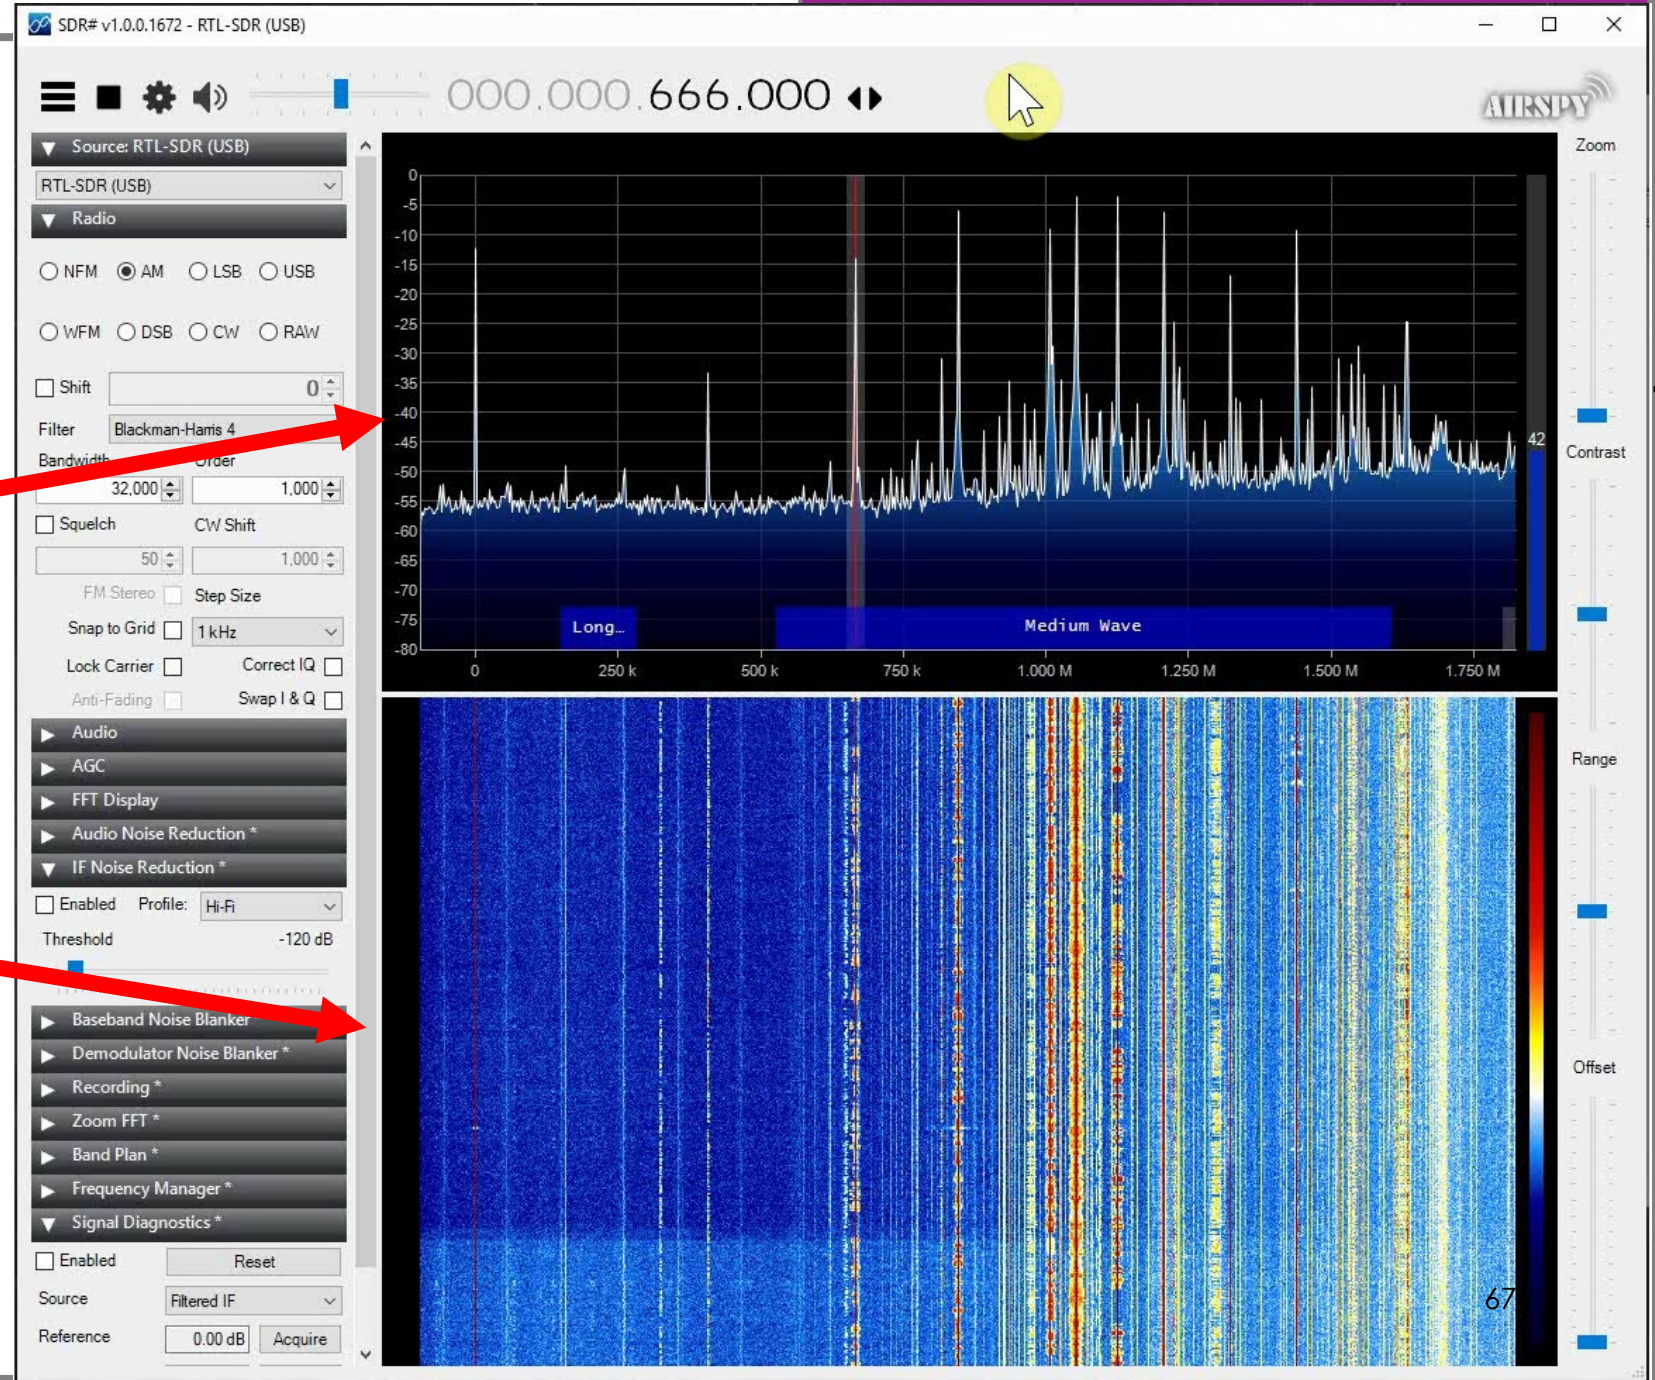 SDR# v1.0.0.1672 - RTL-SDR (USB)
000.000.666.000
AIRSPY
Source: RTL-SDR (USB)
RTL-SDR (USB)
Radio
NFM AM LSB USB
WFM DSB CW RAW
Shift 0
Filter Blackman-Harris 4
Bandwidth Order
32,000 1,000
Squelch CW Shift
50 1,000
FM Stereo Step Size
Snap to Grid 1 kHz
Lock Carrier Correct IQ
Anti-Fading Swap I & Q
Audio
AGC
FFT Display
Audio Noise Reduction *
IF Noise Reduction *
Enabled Profile: Hi-Fi
Threshold -120 dB
Baseband Noise Blanker
Demodulator Noise Blanker *
Recording *
Zoom FFT *
Band Plan *
Frequency Manager *
Signal Diagnostics *
Enabled Reset
Source Filtered IF
Reference 0.00 dB Acquire
0
-5
-10
-15
-20
-25
-30
-35
-40
-45
-50
-55
-60
-65
-70
-75
-80
Long... Medium Wave
0 250 k 500 k 750 k 1.000 M 1.250 M 1.500 M 1.750 M
42
Zoom
Contrast
Range
Offset
67